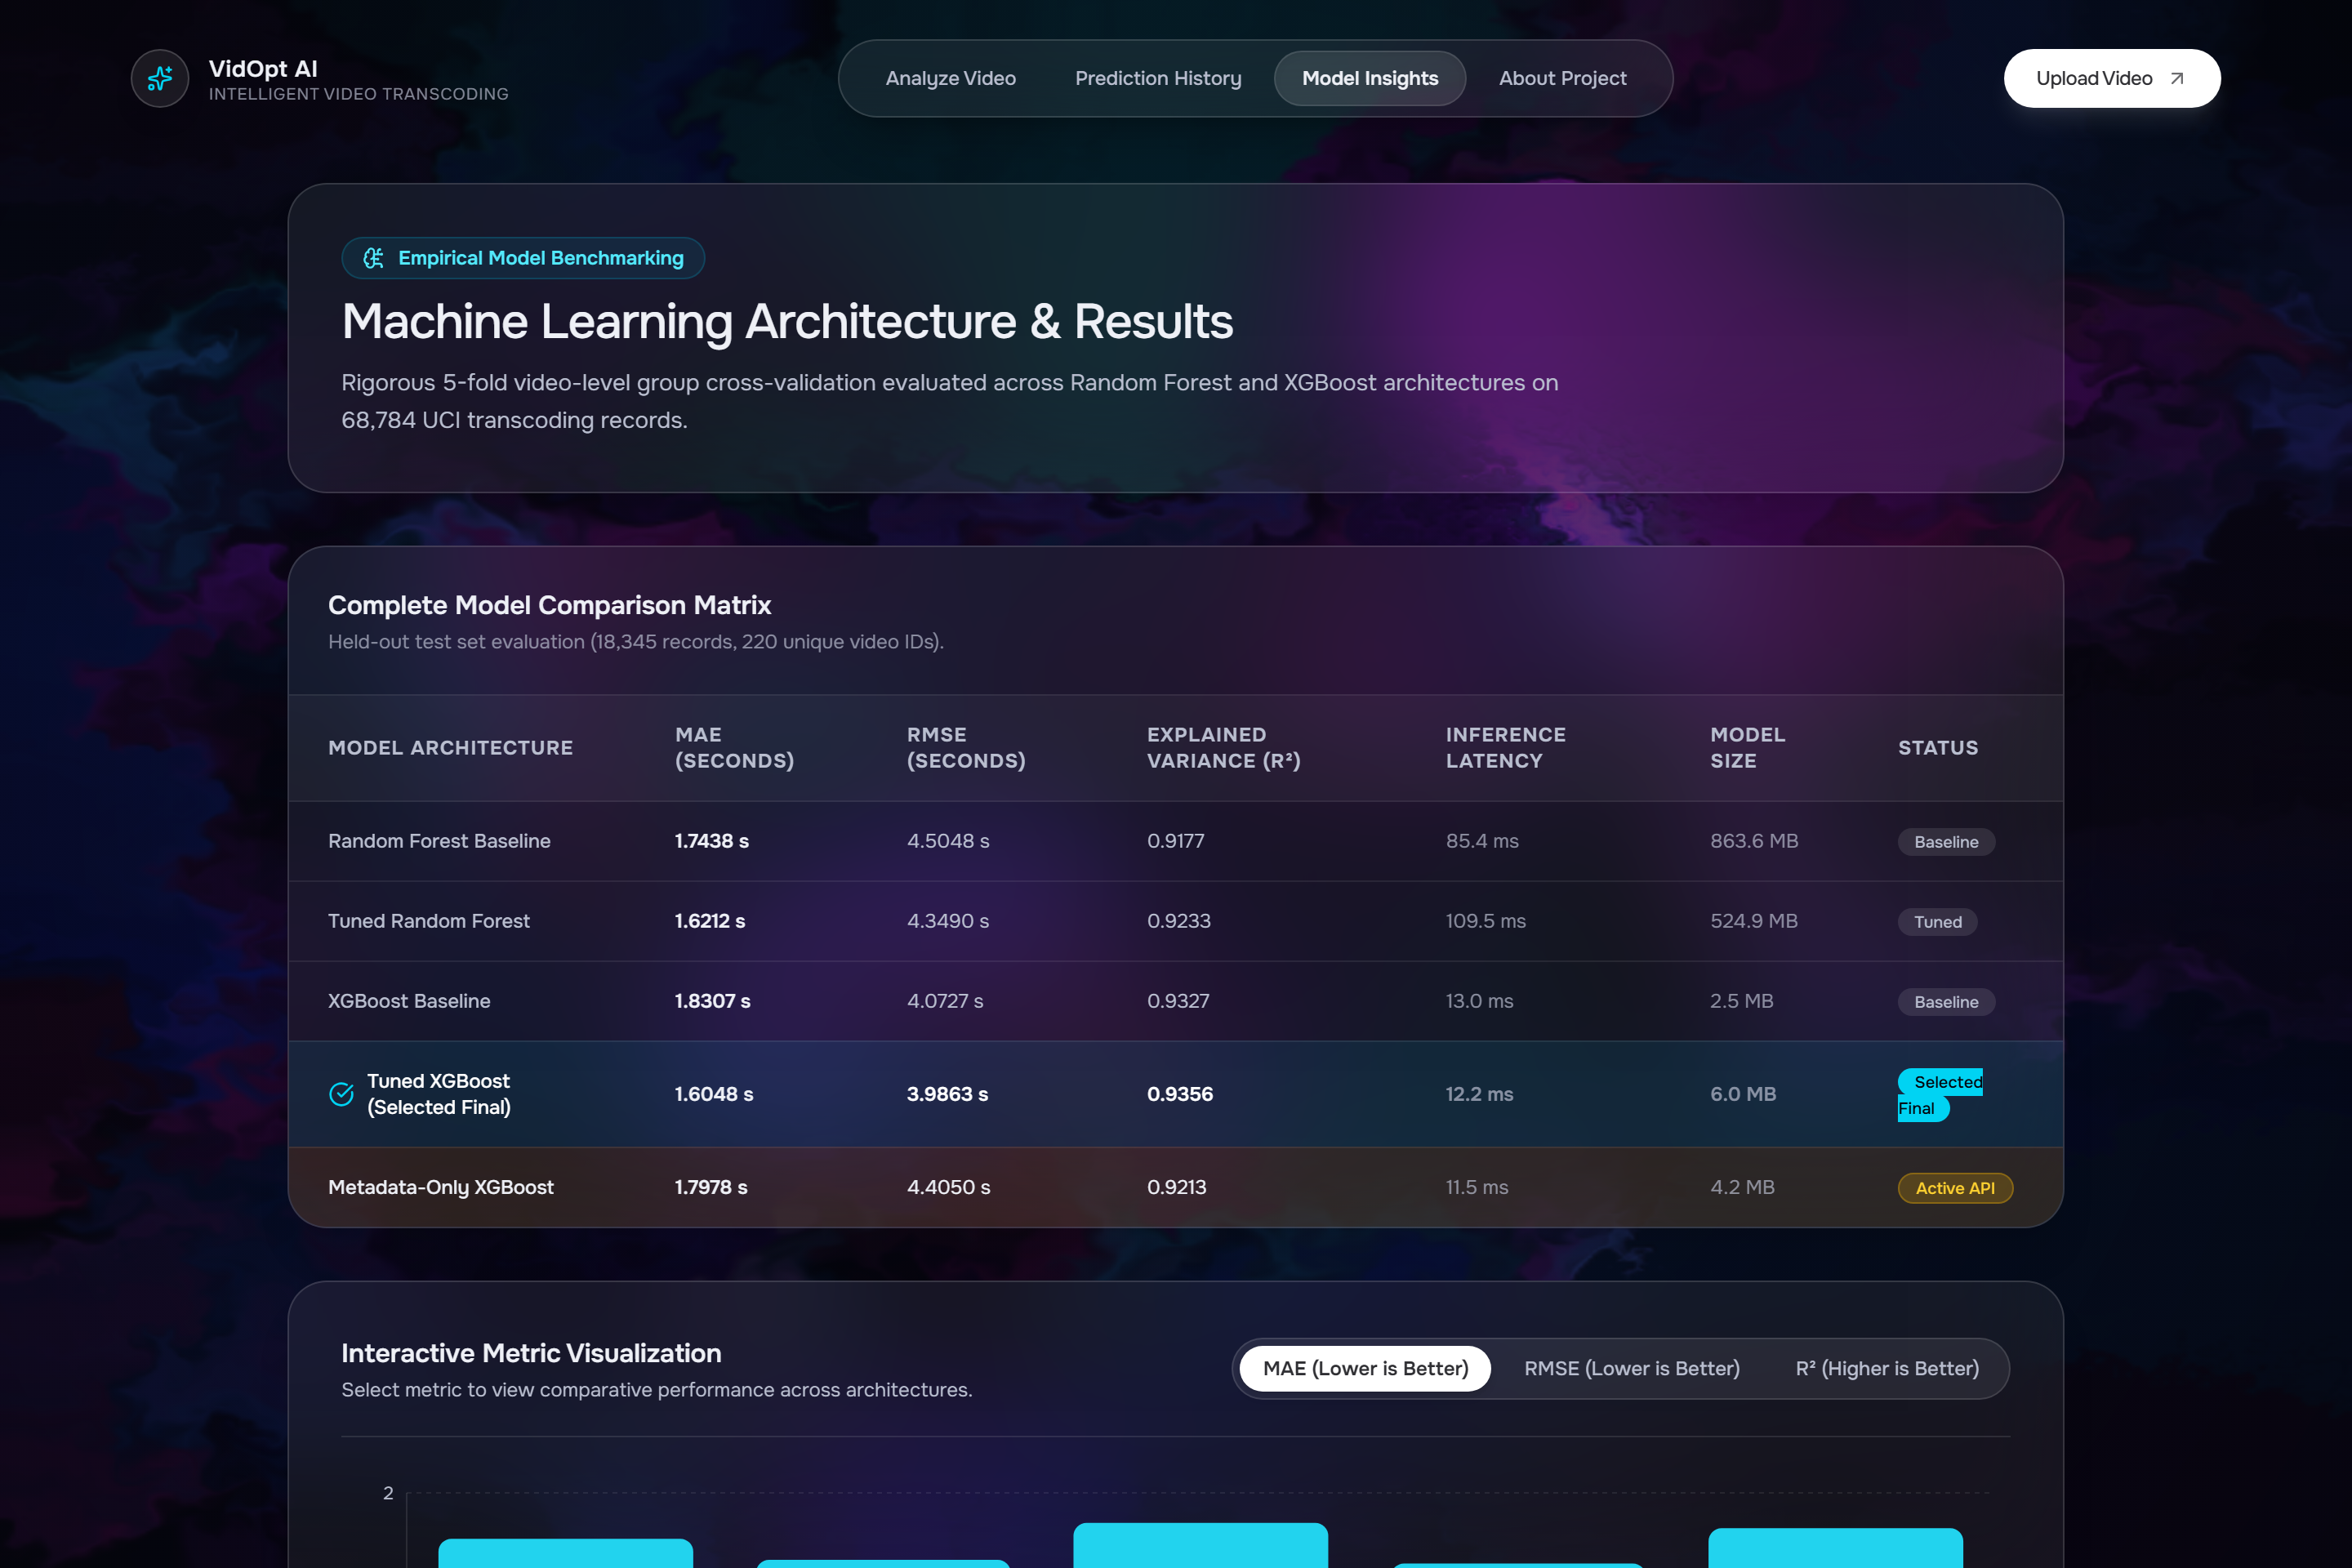 VidOpt AI
INTELLIGENT VIDEO TRANSCODING
Analyze Video
Prediction History
Model Insights
About Project
Upload Video
Empirical Model Benchmarking
Machine Learning Architecture & Results
Rigorous 5-fold video-level group cross-validation evaluated across Random Forest and XGBoost architectures on
68,784 UCI transcoding records.
Complete Model Comparison Matrix
Held-out test set evaluation (18,345 records, 220 unique video IDs).
MODEL ARCHITECTURE
MAE
(SECONDS)
RMSE
(SECONDS)
EXPLAINED
VARIANCE (R²)
INFERENCE
LATENCY
MODEL
SIZE
STATUS
Random Forest Baseline
1.7438 s
4.5048 s
0.9177
85.4 ms
863.6 MB
Baseline
Tuned Random Forest
1.6212 s
4.3490 s
0.9233
109.5 ms
524.9 MB
Tuned
XGBoost Baseline
1.8307 s
4.0727 s
0.9327
13.0 ms
2.5 MB
Baseline
Tuned XGBoost
(Selected Final)
1.6048 s
3.9863 s
0.9356
12.2 ms
6.0 MB
Selected
Final
Metadata-Only XGBoost
1.7978 s
4.4050 s
0.9213
11.5 ms
4.2 MB
Active API
Interactive Metric Visualization
Select metric to view comparative performance across architectures.
MAE (Lower is Better)
RMSE (Lower is Better)
R² (Higher is Better)
2